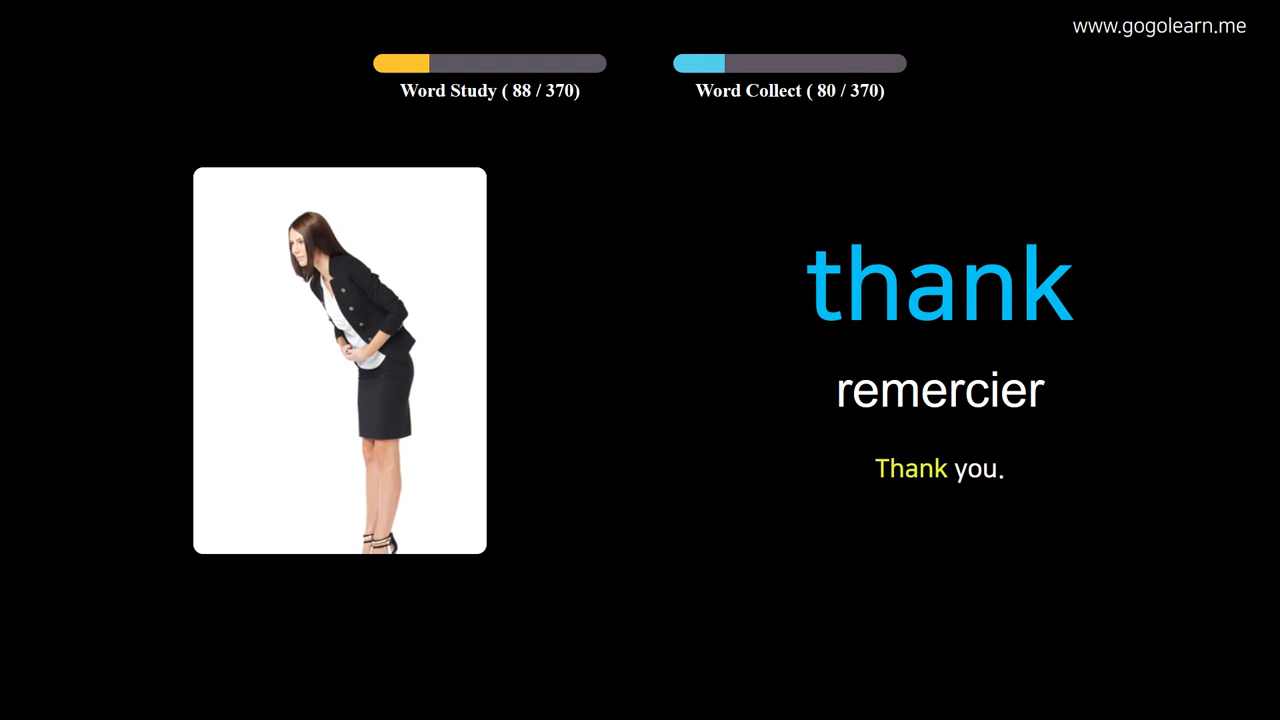 www.gogolearn.me
Word Study ( 88 / 370)
Word Collect ( 80 / 370)
thank
remercier
Thank you.